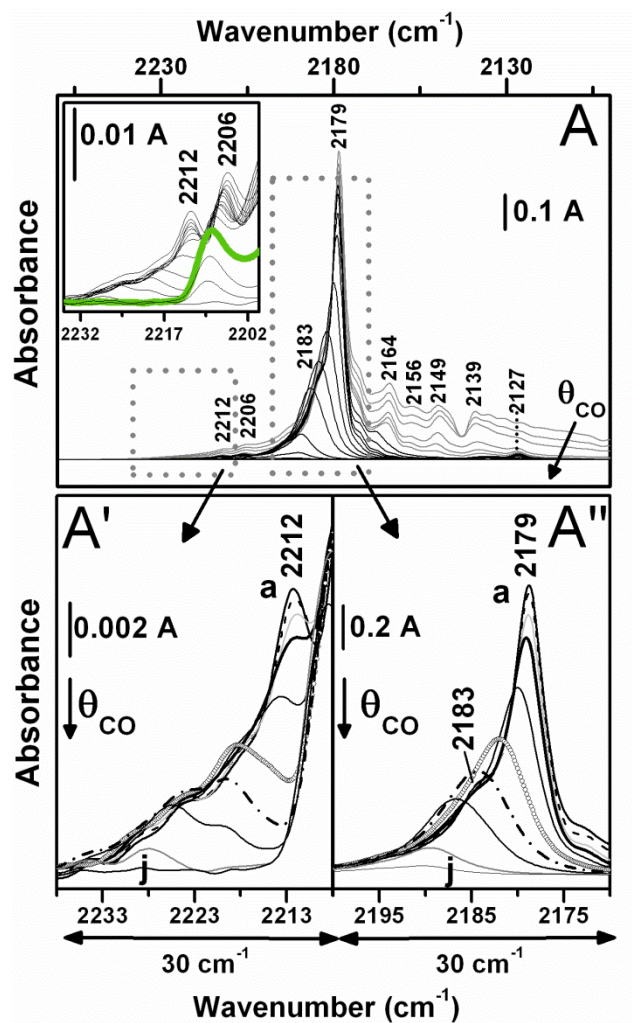 Wavenumber (cm-1)
2230 2180 2130
Absorbance
A
0.01 A
2212
2206
2232 2217 2202
2179
0.1 A
2183
2212
2206
2164
2156
2149
2139
2127
θCO
A'
a
2212
0.002 A
θCO
j
2233 2223 2213
30 cm-1
A"
a
2179
0.2 A
θCO
2183
j
2195 2185 2175
30 cm-1
Absorbance
Wavenumber (cm-1)